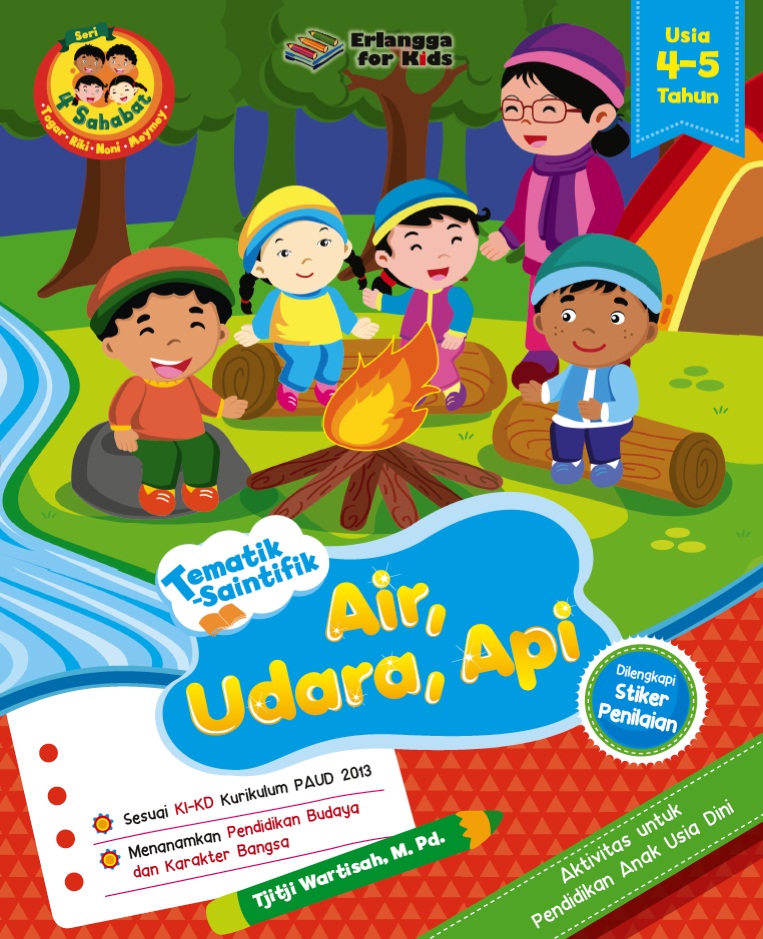 Seri
4 Sahabat
• Togar • Riki • Noni • Meymey •
Erlangga
for Kids
Usia
4-5
Tahun
Tematik
-Saintifik
Air,
Udara, Api
Dilengkapi
Stiker
Penilaian
Sesuai KI-KD Kurikulum PAUD 2013
Menanamkan Pendidikan Budaya
dan Karakter Bangsa
Tjitji Wartisah, M. Pd.
Aktivitas untuk
Pendidikan Anak Usia Dini